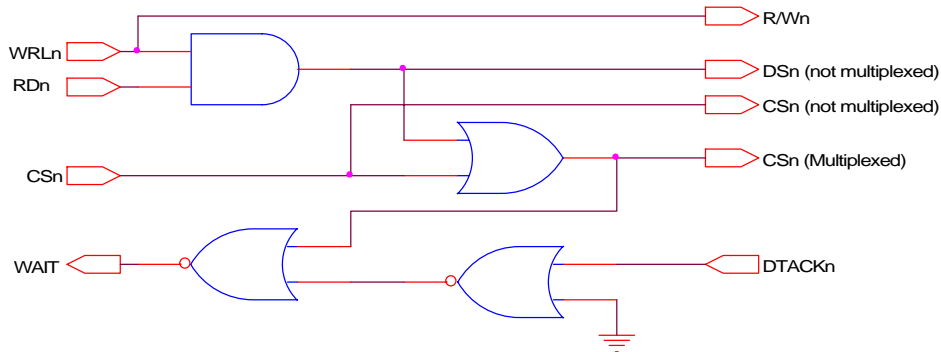 R/Wn
WRLn
DSn (not multiplexed)
RDn
CSn (not multiplexed)
CSn (Multiplexed)
CSn
WAIT
DTACKn